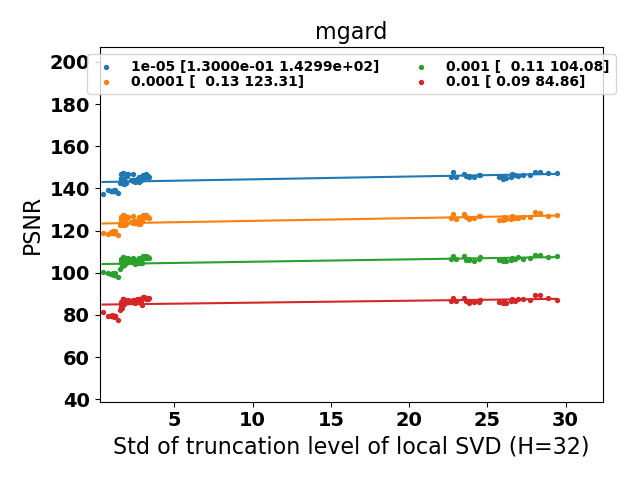 mgard
1e-05 [1.3000e-01 1.4299e+02]
0.0001 [  0.13 123.31]
0.001 [  0.11 104.08]
0.01 [ 0.09 84.86]
PSNR
200
180
160
140
120
100
80
60
40
5 10 15 20 25 30
Std of truncation level of local SVD (H=32)